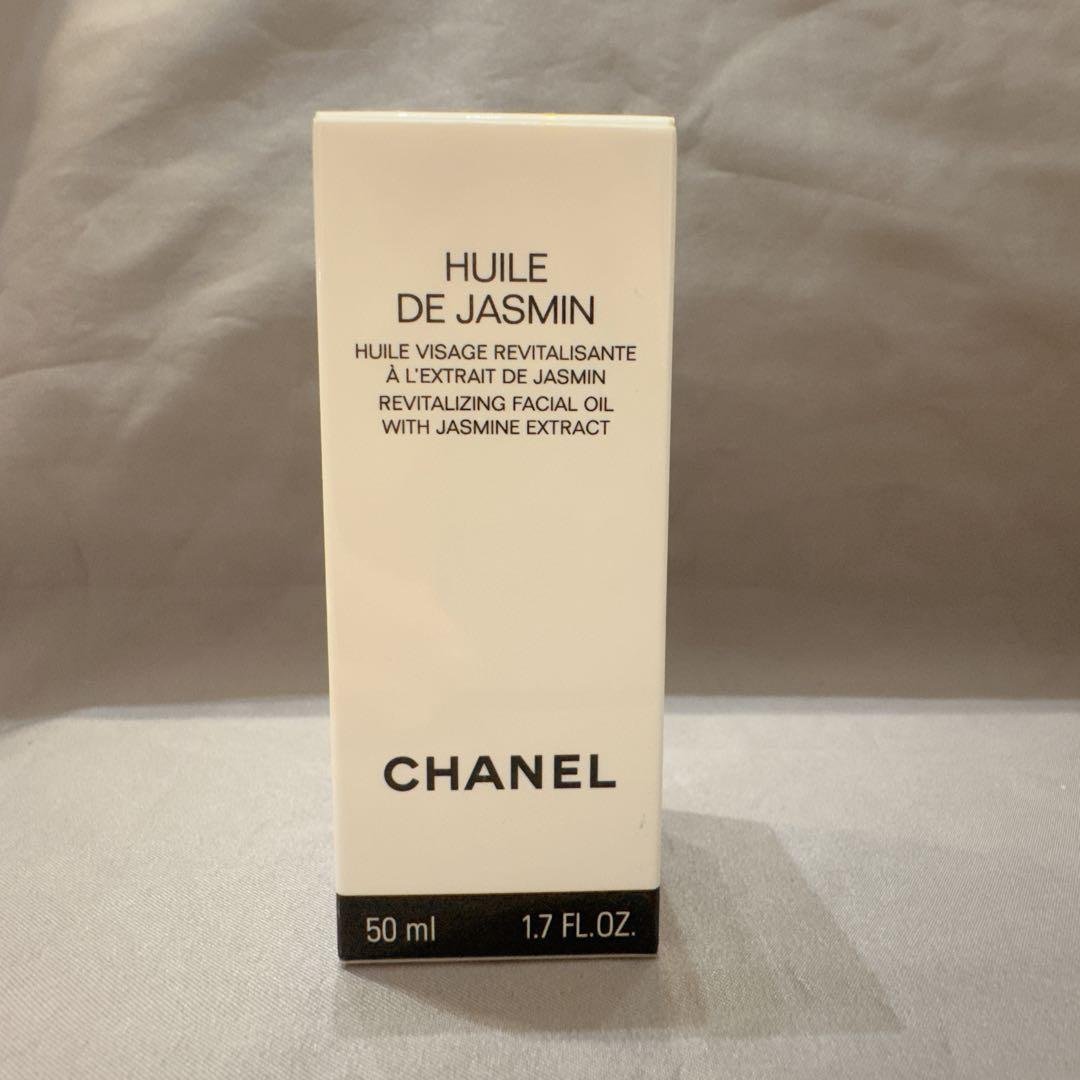 HUILE
DE JASMIN
HUILE VISAGE REVITALISANTE
À L'EXTRAIT DE JASMIN
REVITALIZING FACIAL OIL
WITH JASMINE EXTRACT
CHANEL
50 ml 1.7 FL.OZ.